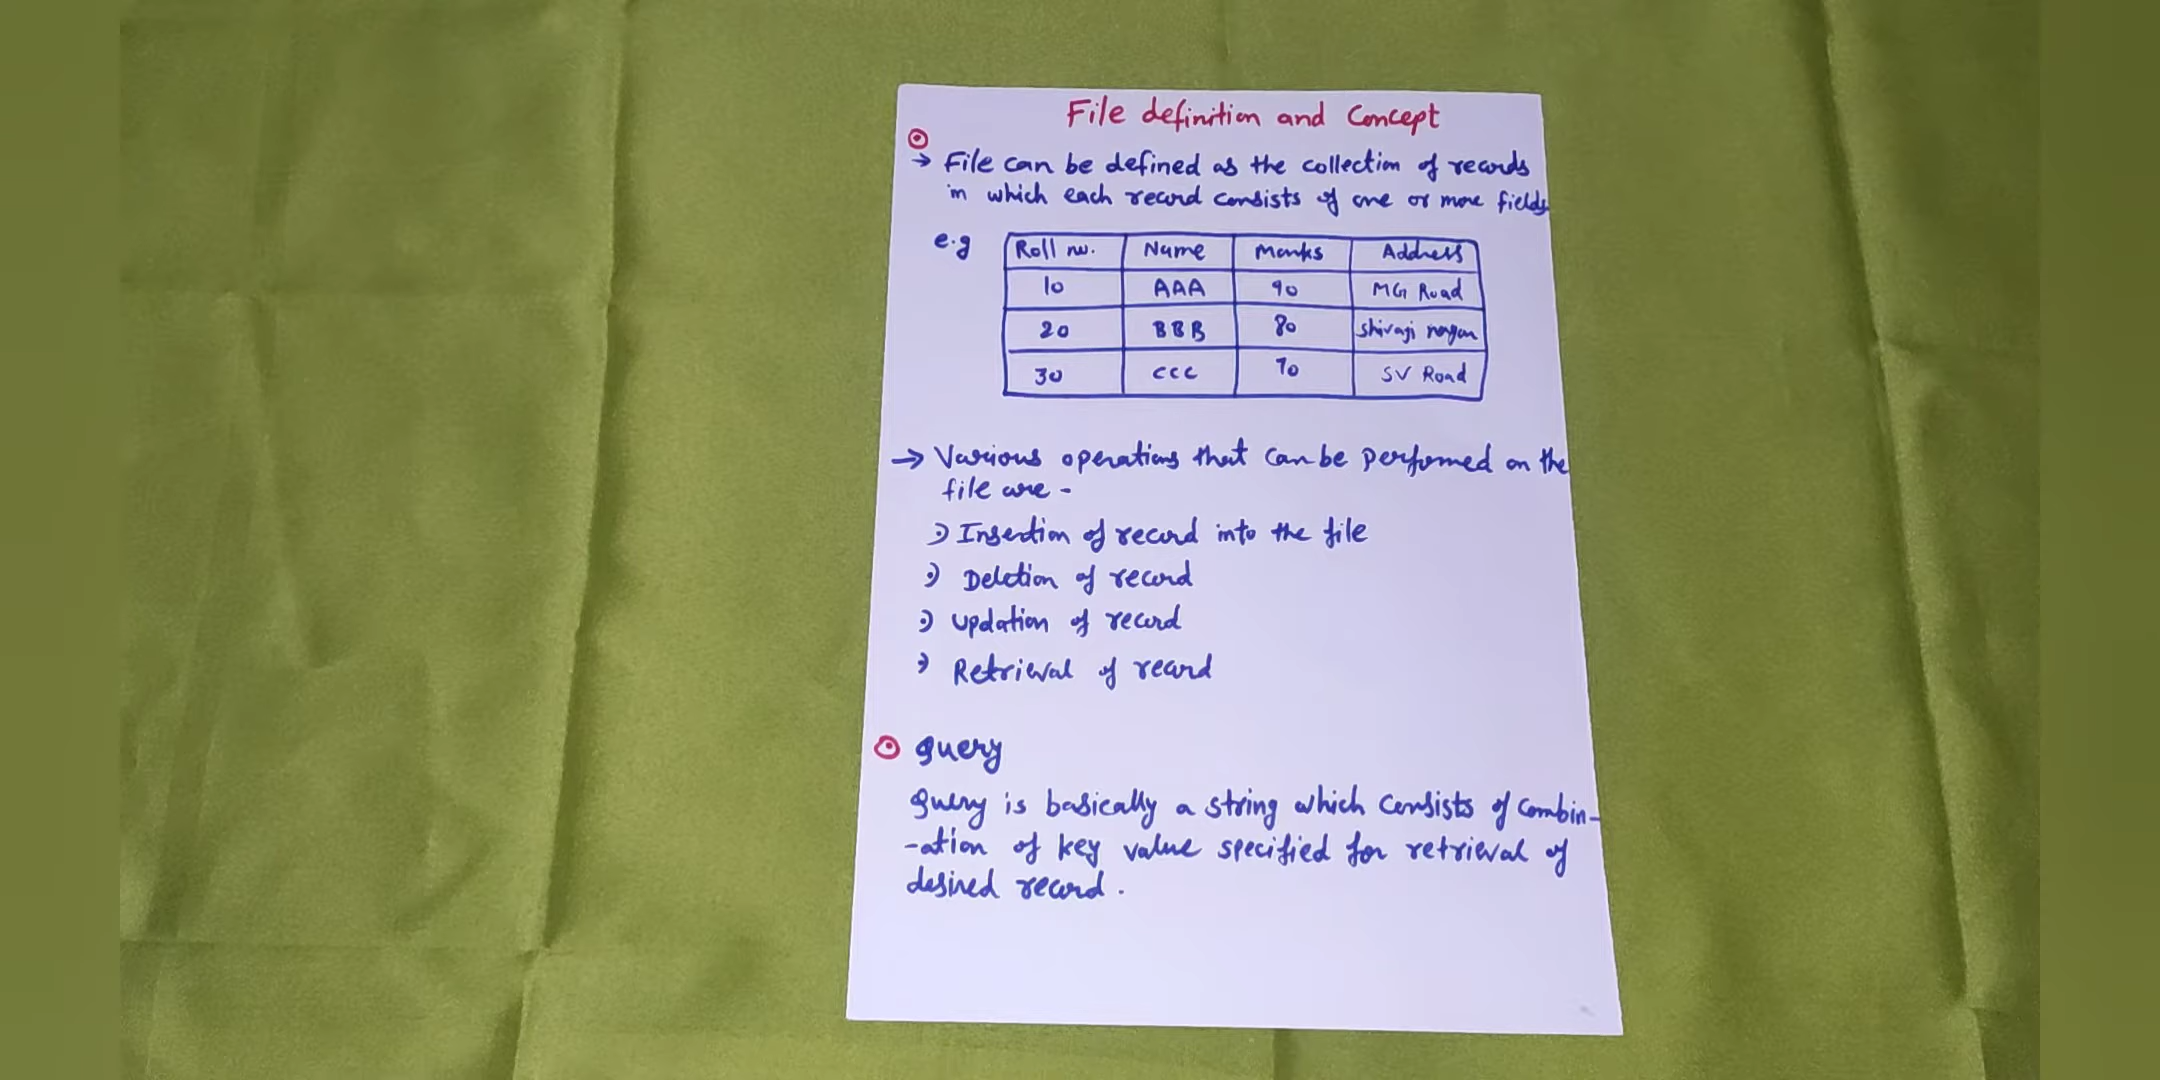 File definition and Concept
→ File can be defined as the collection of records
in which each record consists of one or more fields
e.g
Roll no. Name Marks Address
10 AAA 90 MG Road
20 BBB 80 Shivaji nagar
30 CCC 70 SV Road
→ Various operations that can be performed on the
file are -
Insertion of record into the file
Deletion of record
Updation of record
Retrieval of record
Query
Query is basically a string which consists of combin-
-ation of key value specified for retrieval of
desired record.